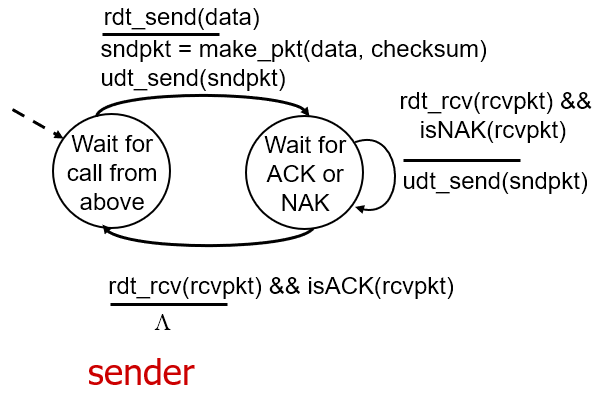 rdt_send(data)
sndpkt = make_pkt(data, checksum)
udt_send(sndpkt)
rdt_rcv(rcvpkt) &&
isNAK(rcvpkt)
udt_send(sndpkt)
Wait for
call from
above
Wait for
ACK or
NAK
rdt_rcv(rcvpkt) && isACK(rcvpkt)
Λ
sender